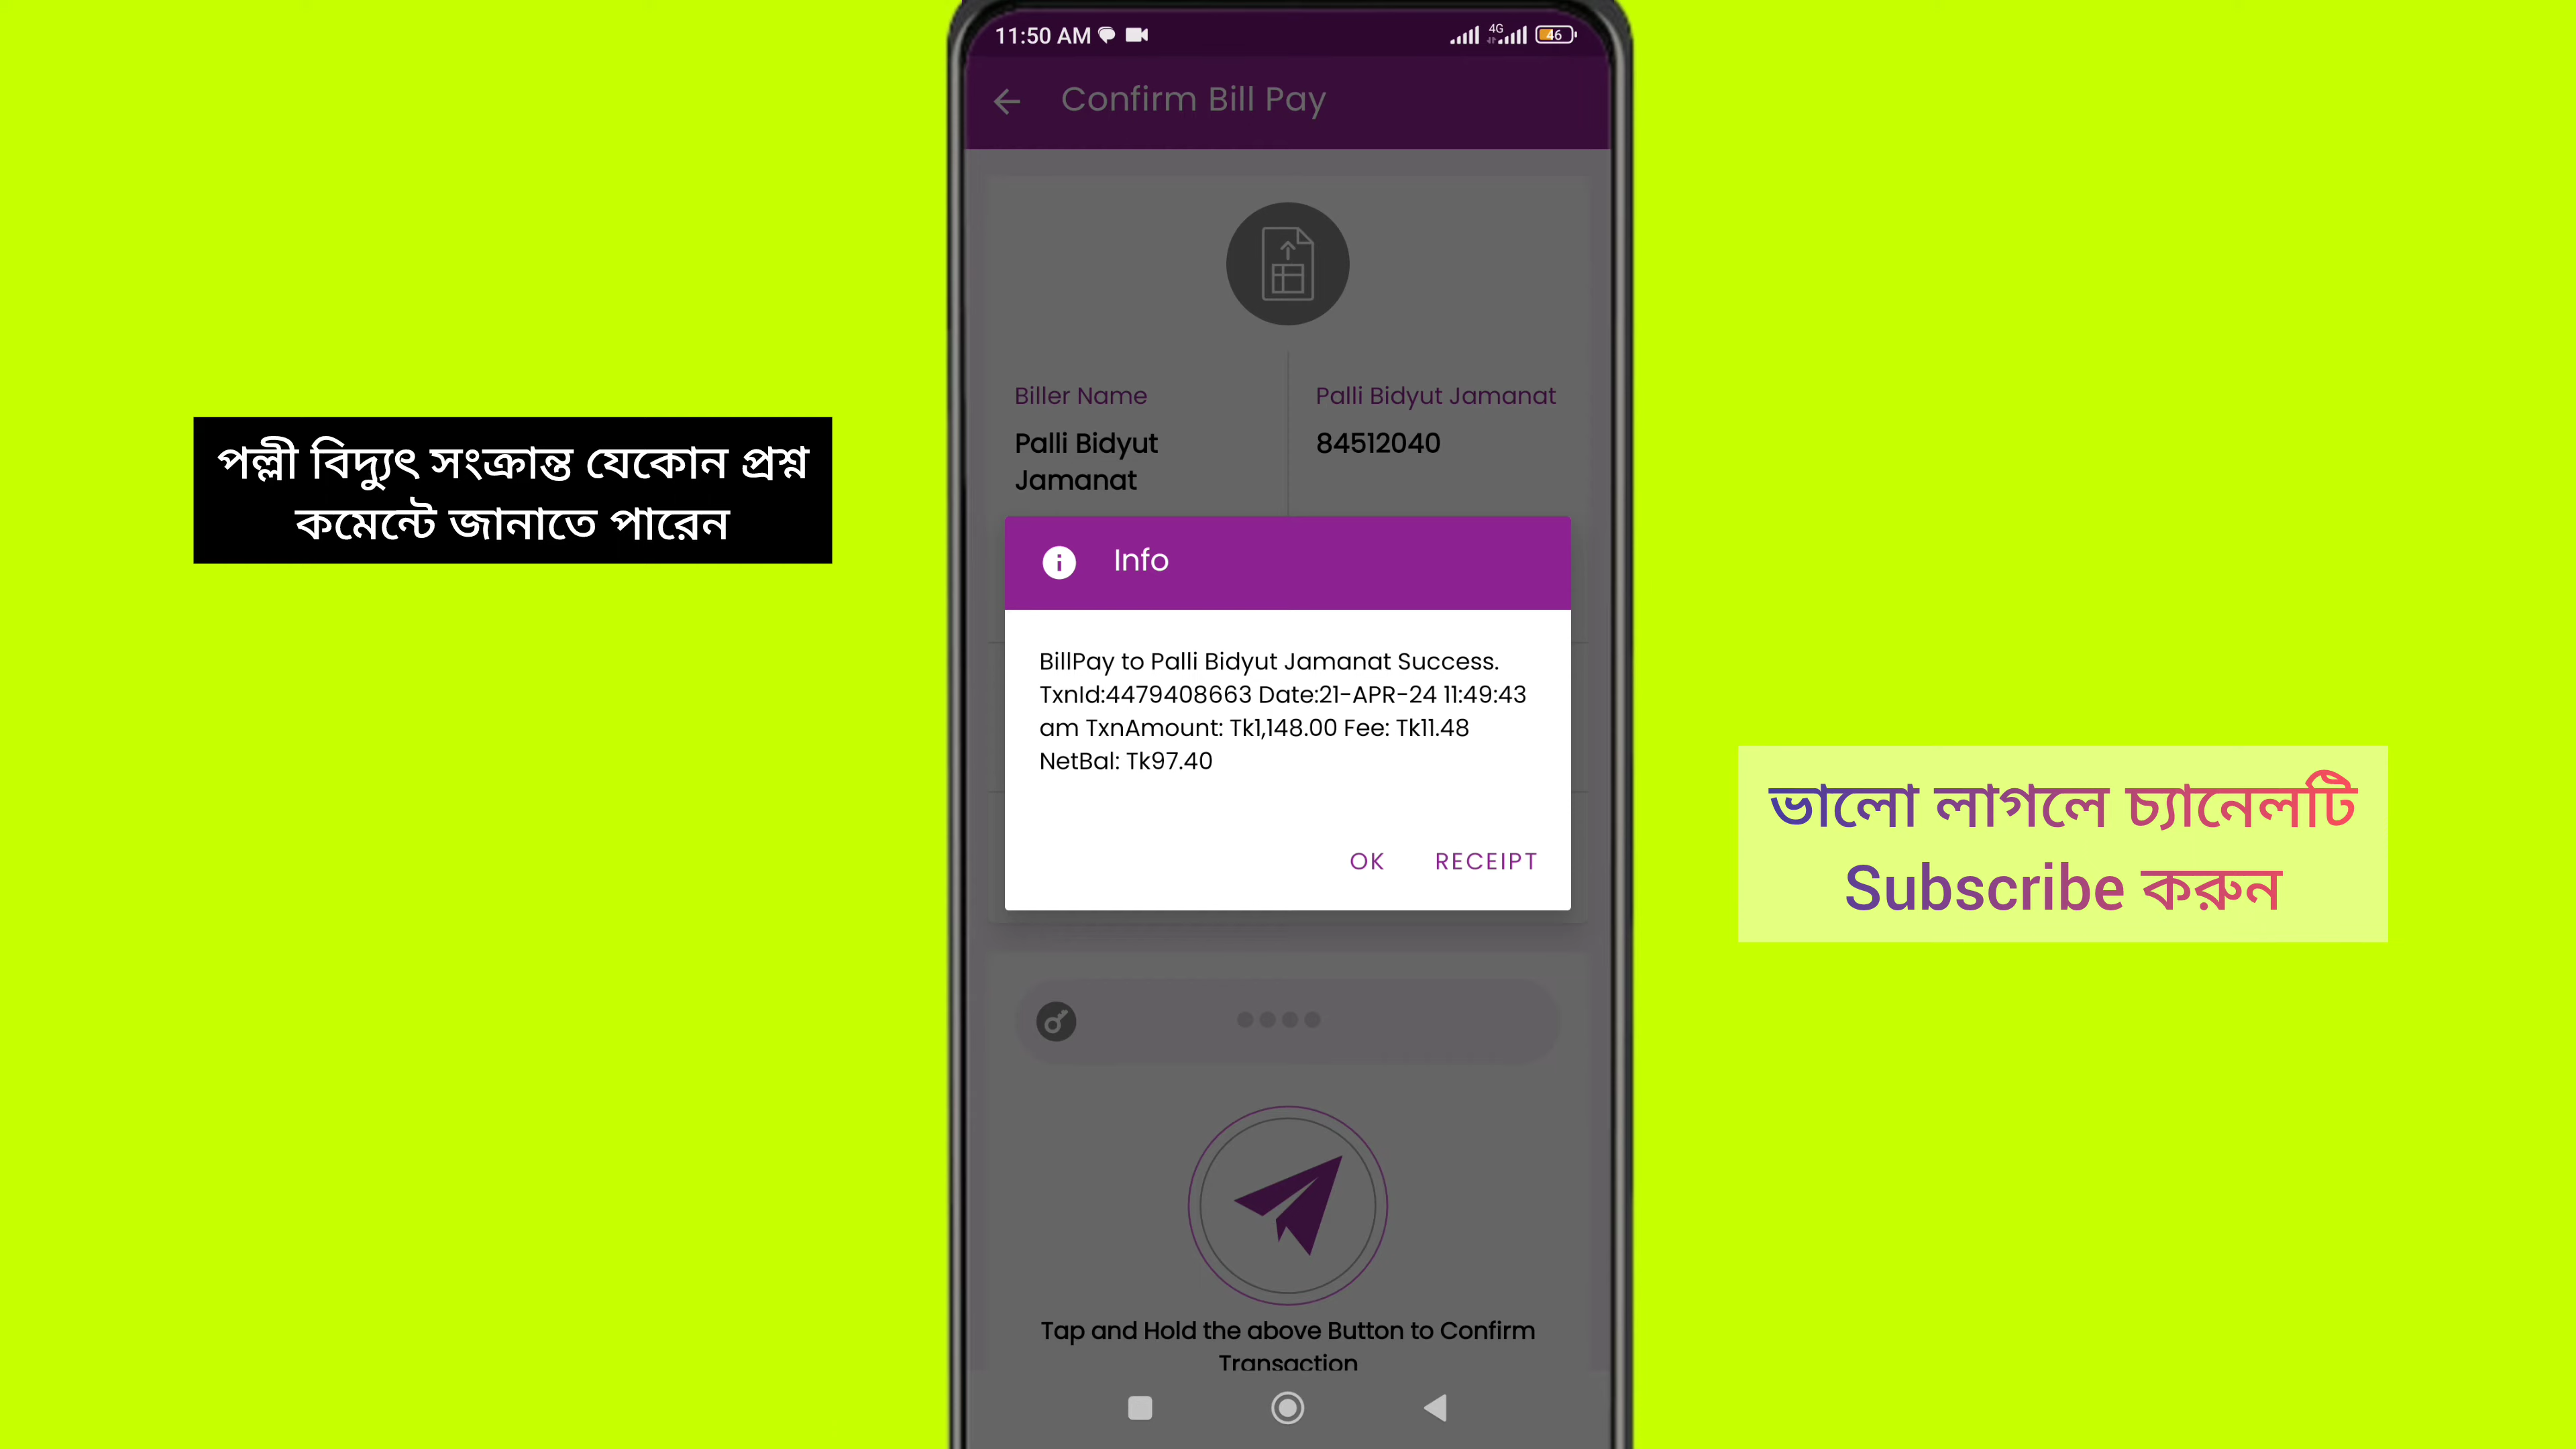 11:50 AM
4G
46
Confirm Bill Pay
Biller Name
Palli Bidyut Jamanat
Palli Bidyut
Jamanat
84512040
পল্লী বিদ্যুৎ সংক্রান্ত যেকোন প্রশ্ন
কমেন্টে জানাতে পারেন
Info
BillPay to Palli Bidyut Jamanat Success.
TxnId:4479408663 Date:21-APR-24 11:49:43
am TxnAmount: Tk1,148.00 Fee: Tk11.48
NetBal: Tk97.40
OK RECEIPT
ভালো লাগলে চ্যানেলটি
Subscribe করুন
Tap and Hold the above Button to Confirm
Transaction